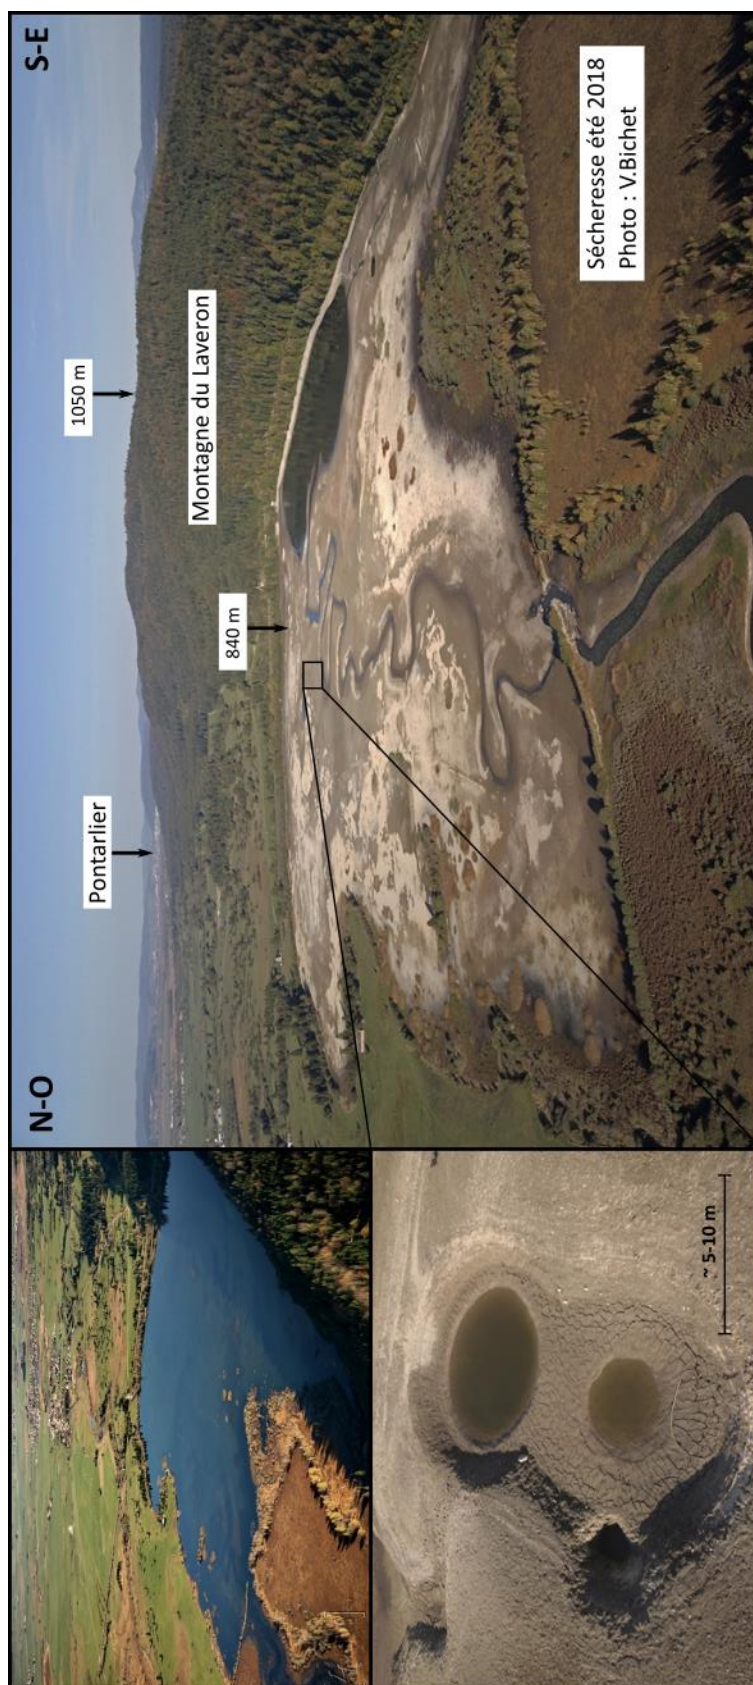 N-O
S-E
Pontarlier
1050 m
Montagne du Laveron
840 m
Sécheresse été 2018
Photo : V.Bichet
~ 5-10 m